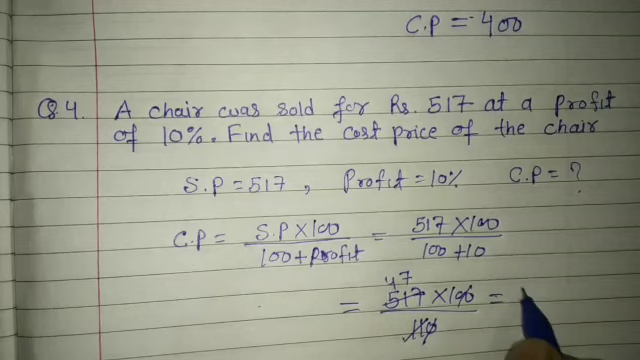 C.P = 400
Q4. A chair was sold for Rs. 517 at a profit
of 10%. Find the cost price of the chair
S.P = 517, Profit = 10% C.P = ?
C.P = S.P X 100 / 100 + Profit = 517 X 100 / 100 + 10
47
= 517 X 100 / 110 =